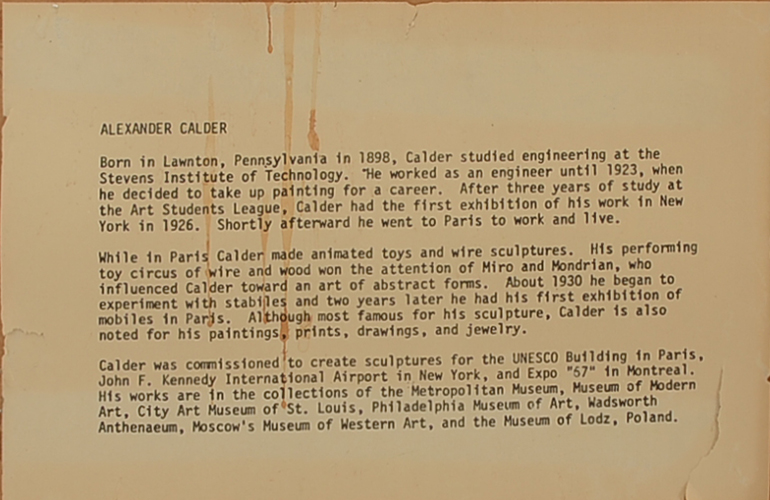 ALEXANDER CALDER
Born in Lawnton, Pennsylvania in 1898, Calder studied engineering at the
Stevens Institute of Technology. He worked as an engineer until 1923, when
he decided to take up painting for a career. After three years of study at
the Art Students League, Calder had the first exhibition of his work in New
York in 1926. Shortly afterward he went to Paris to work and live.
While in Paris Calder made animated toys and wire sculptures. His performing
toy circus of wire and wood won the attention of Miro and Mondrian, who
influenced Calder toward an art of abstract forms. About 1930 he began to
experiment with stabiles and two years later he had his first exhibition of
mobiles in Paris. Although most famous for his sculpture, Calder is also
noted for his paintings, prints, drawings, and jewelry.
Calder was commissioned to create sculptures for the UNESCO Building in Paris,
John F. Kennedy International Airport in New York, and Expo "67" in Montreal.
His works are in the collections of the Metropolitan Museum, Museum of Modern
Art, City Art Museum of St. Louis, Philadelphia Museum of Art, Wadsworth
Anthenaeum, Moscow's Museum of Western Art, and the Museum of Lodz, Poland.